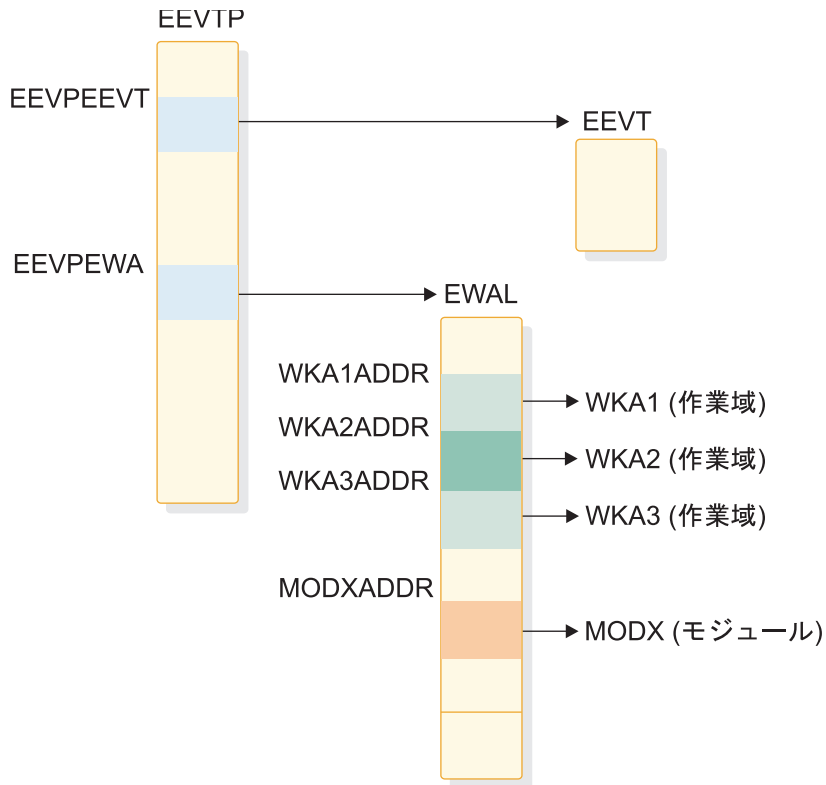 EEVTP
EEVPEEVT
EEVT
EEVPEWA
EWAL
WKA1ADDR
WKA1 (作業域)
WKA2ADDR
WKA2 (作業域)
WKA3ADDR
WKA3 (作業域)
MODXADDR
MODX (モジュール)